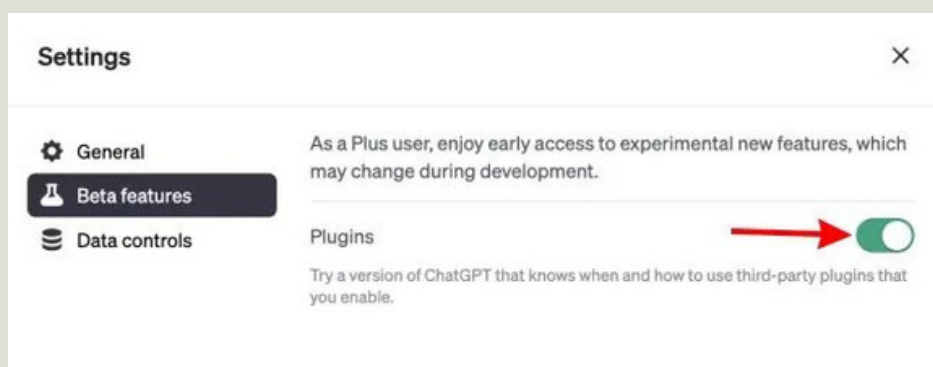 Settings
General
Beta features
Data controls
As a Plus user, enjoy early access to experimental new features, which
may change during development.
Plugins
Try a version of ChatGPT that knows when and how to use third-party plugins that
you enable.